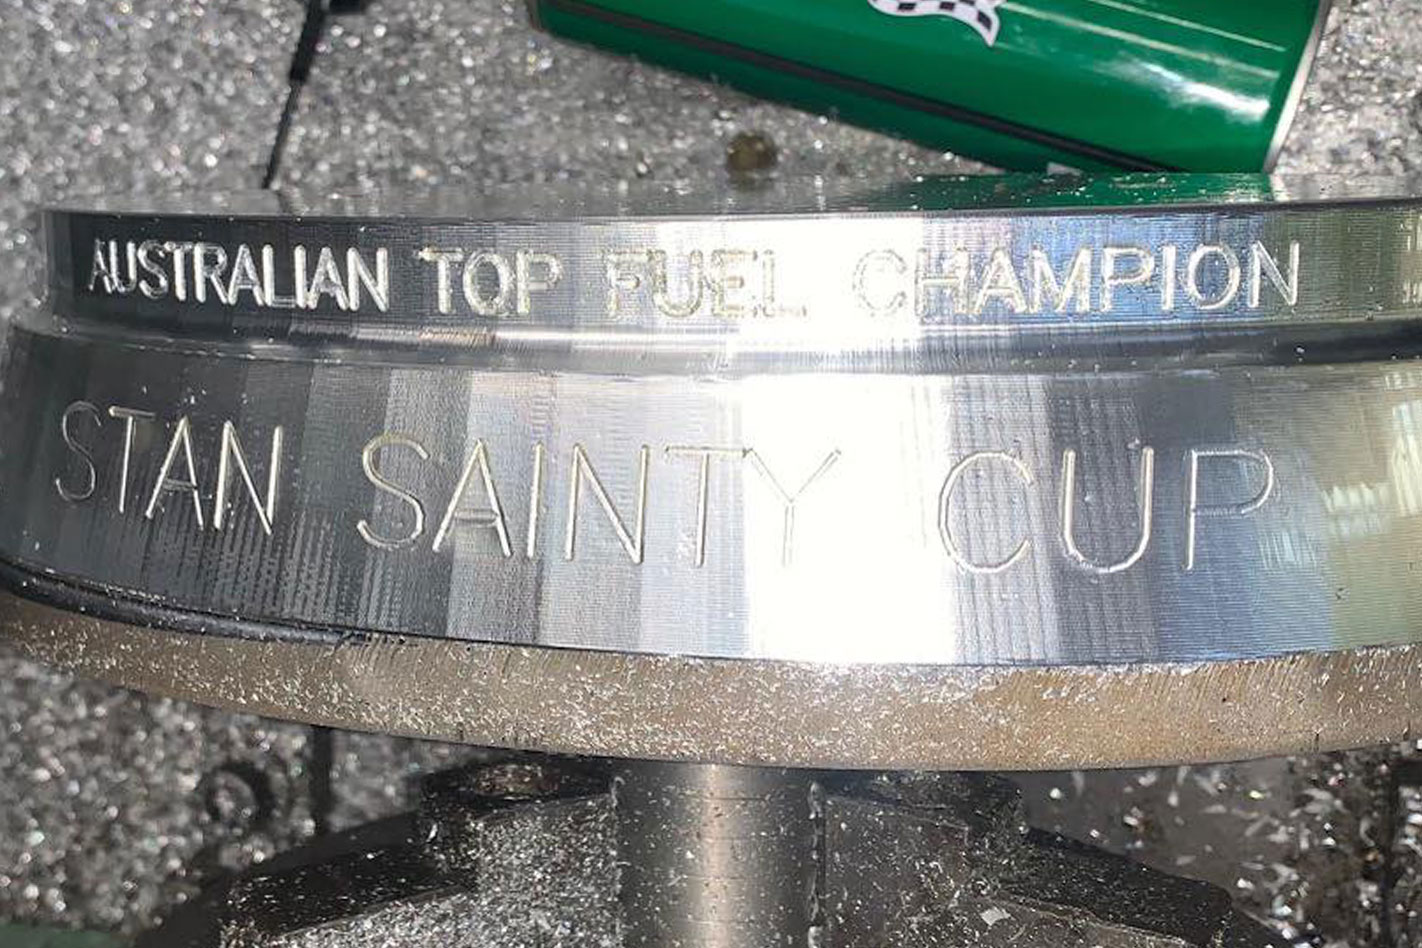 AUSTRALIAN TOP FUEL CHAMPION
STAN SAINTY CUP